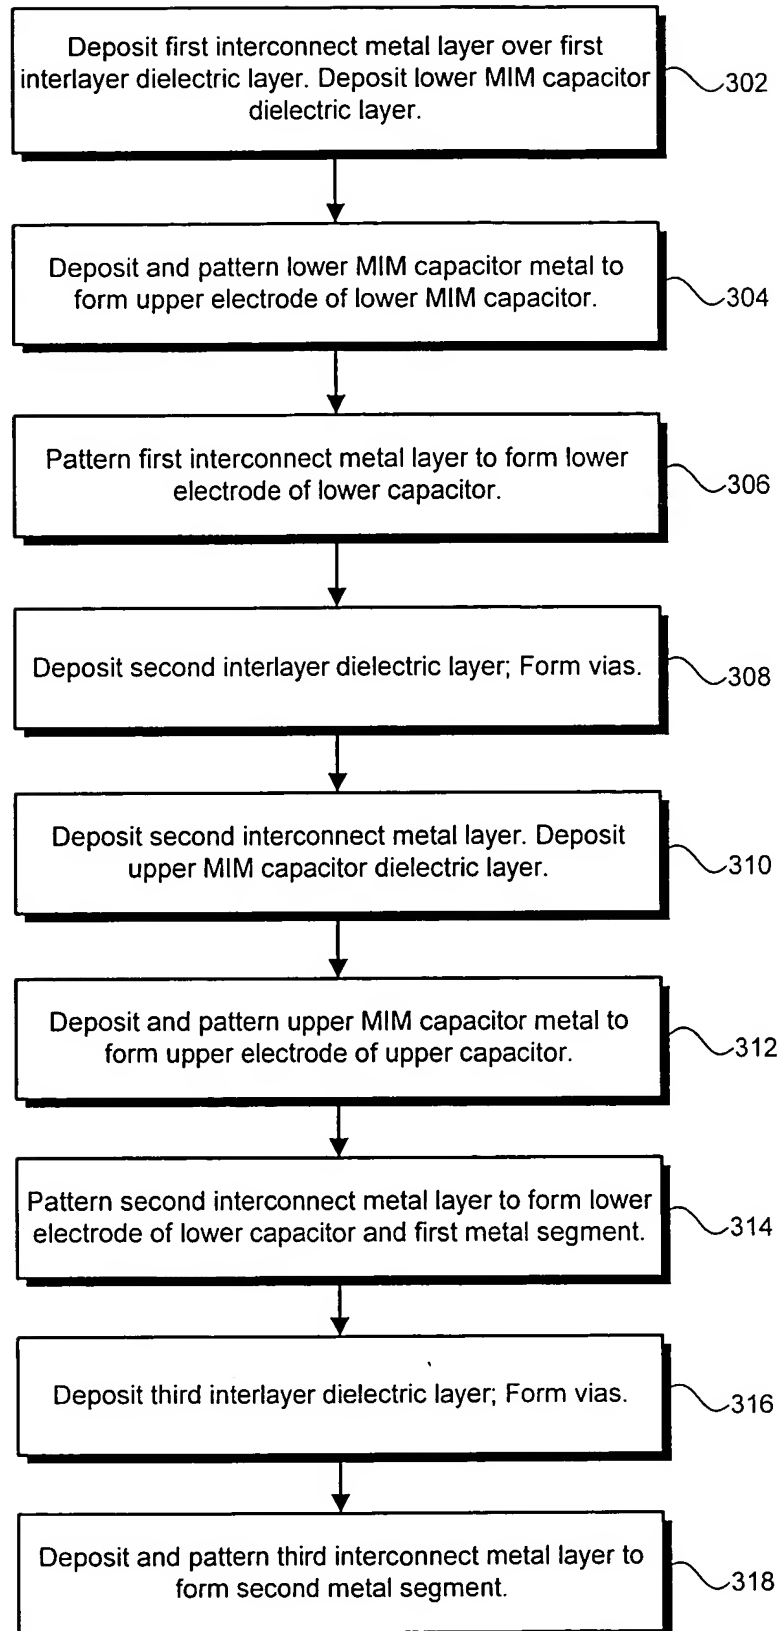 Deposit first interconnect metal layer over first
interlayer dielectric layer. Deposit lower MIM capacitor
dielectric layer.
302
Deposit and pattern lower MIM capacitor metal to
form upper electrode of lower MIM capacitor.
304
Pattern first interconnect metal layer to form lower
electrode of lower capacitor.
306
Deposit second interlayer dielectric layer; Form vias.
308
Deposit second interconnect metal layer. Deposit
upper MIM capacitor dielectric layer.
310
Deposit and pattern upper MIM capacitor metal to
form upper electrode of upper capacitor.
312
Pattern second interconnect metal layer to form lower
electrode of lower capacitor and first metal segment.
314
Deposit third interlayer dielectric layer; Form vias.
316
Deposit and pattern third interconnect metal layer to
form second metal segment.
318